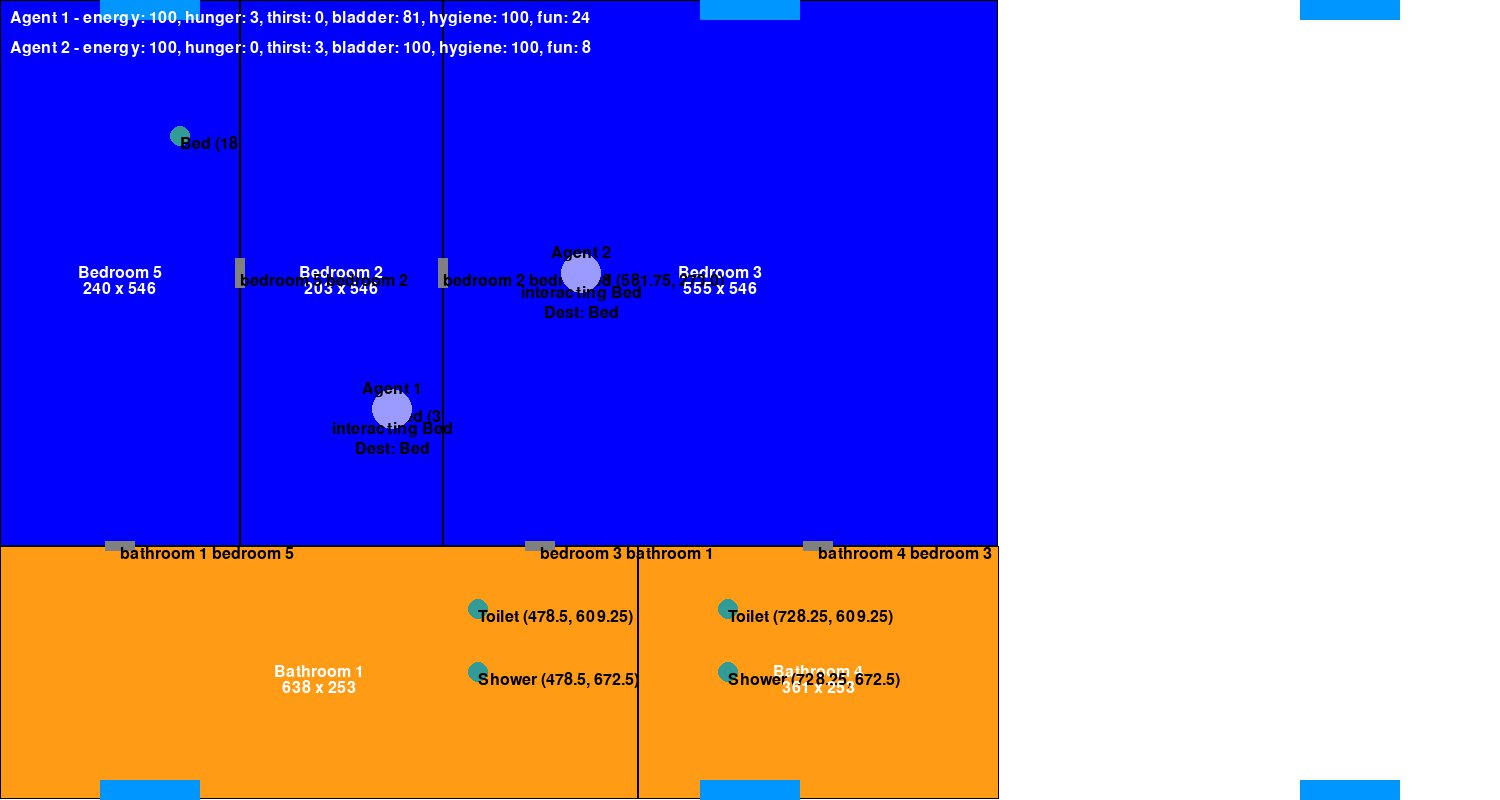 Agent 1 - energy: 100, hunger: 3, thirst: 0, bladder: 81, hygiene: 100, fun: 24
Agent 2 - energy: 100, hunger: 0, thirst: 3, bladder: 100, hygiene: 100, fun: 8
Bed (18
Agent 2
Bedroom 5
240 x 546
Bedroom 2
203 x 546
Bedroom 3
555 x 546
bedroom 5 bedroom 2
bedroom 2 (581.75,
interacting Bed
Dest: Bed
Agent 1
(3
interacting Bed
Dest: Bed
bathroom 1 bedroom 5
bedroom 3 bathroom 1
bathroom 4 bedroom 3
Toilet (478.5, 609.25)
Toilet (728.25, 609.25)
Bathroom 1
638 x 253
Bathroom 4
361 x 253
Shower (478.5, 672.5)
Shower (728.25, 672.5)